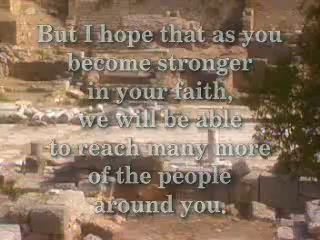 But I hope that as you
become stronger
in your faith,
we will be able
to reach many more
of the people
around you.